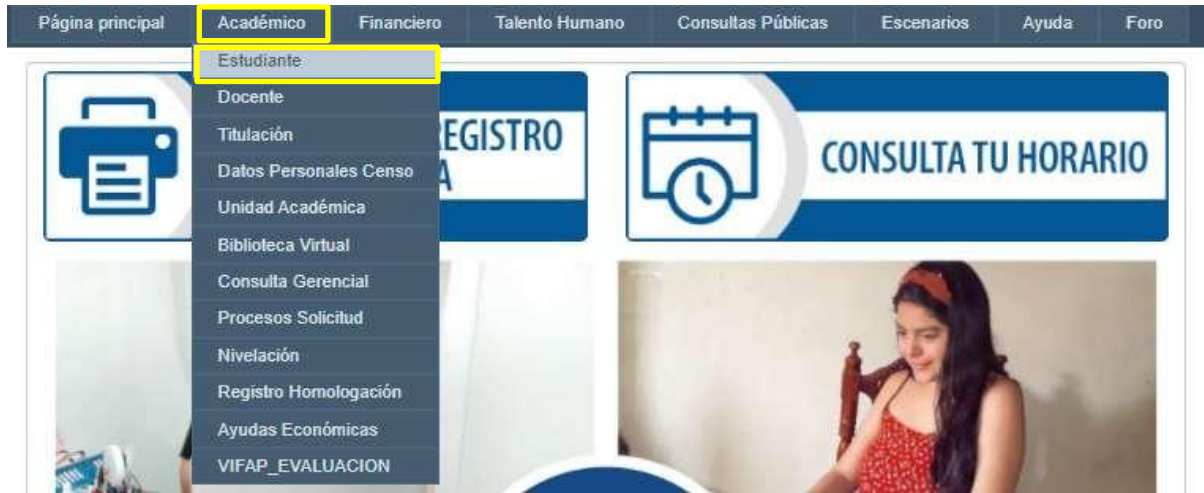 Página principal Académico Financiero Talento Humano Consultas Públicas Escenarios Ayuda Foro
Estudiante
Docente
Titulación
Datos Personales Censo
Unidad Académica
Biblioteca Virtual
Consulta Gerencial
Procesos Solicitud
Nivelación
Registro Homologación
Ayudas Económicas
VIFAP_EVALUACION
CONSULTA TU HORARIO